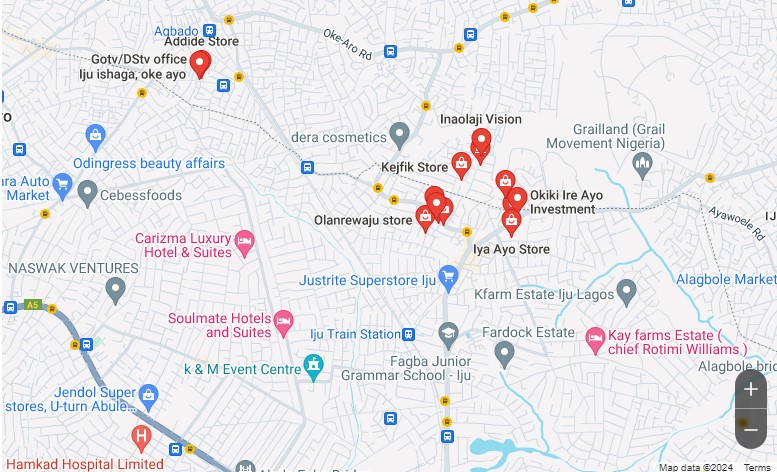 Agbado
Addide Store
Oke-Aro Rd
Gotv/DStv office
Iju ishaga, oke ayo
Inaolaji Vision
dera cosmetics
Grailland (Grail
Movement Nigeria)
Odingress beauty affairs
Kejfik Store
ara Auto
Market
Cebessfoods
Okiki Ire Ayo
Investment
Olanrewaju store
Ayawoele Rd
Carizma Luxury
Hotel & Suites
Iya Ayo Store
NASWAK VENTURES
Justrite Superstore Iju
Alagbole Market
Kfarm Estate Iju Lagos
A5
Soulmate Hotels
and Suites
Iju Train Station
Fardock Estate
Kay farms Estate (
chief Rotimi Williams )
k & M Event Centre
Fagba Junior
Grammar School - Iju
Alagbole brid
Jendol Super
stores, U-turn Abule...
+
−
Hamkad Hospital Limited
Map data ©2024
Terms